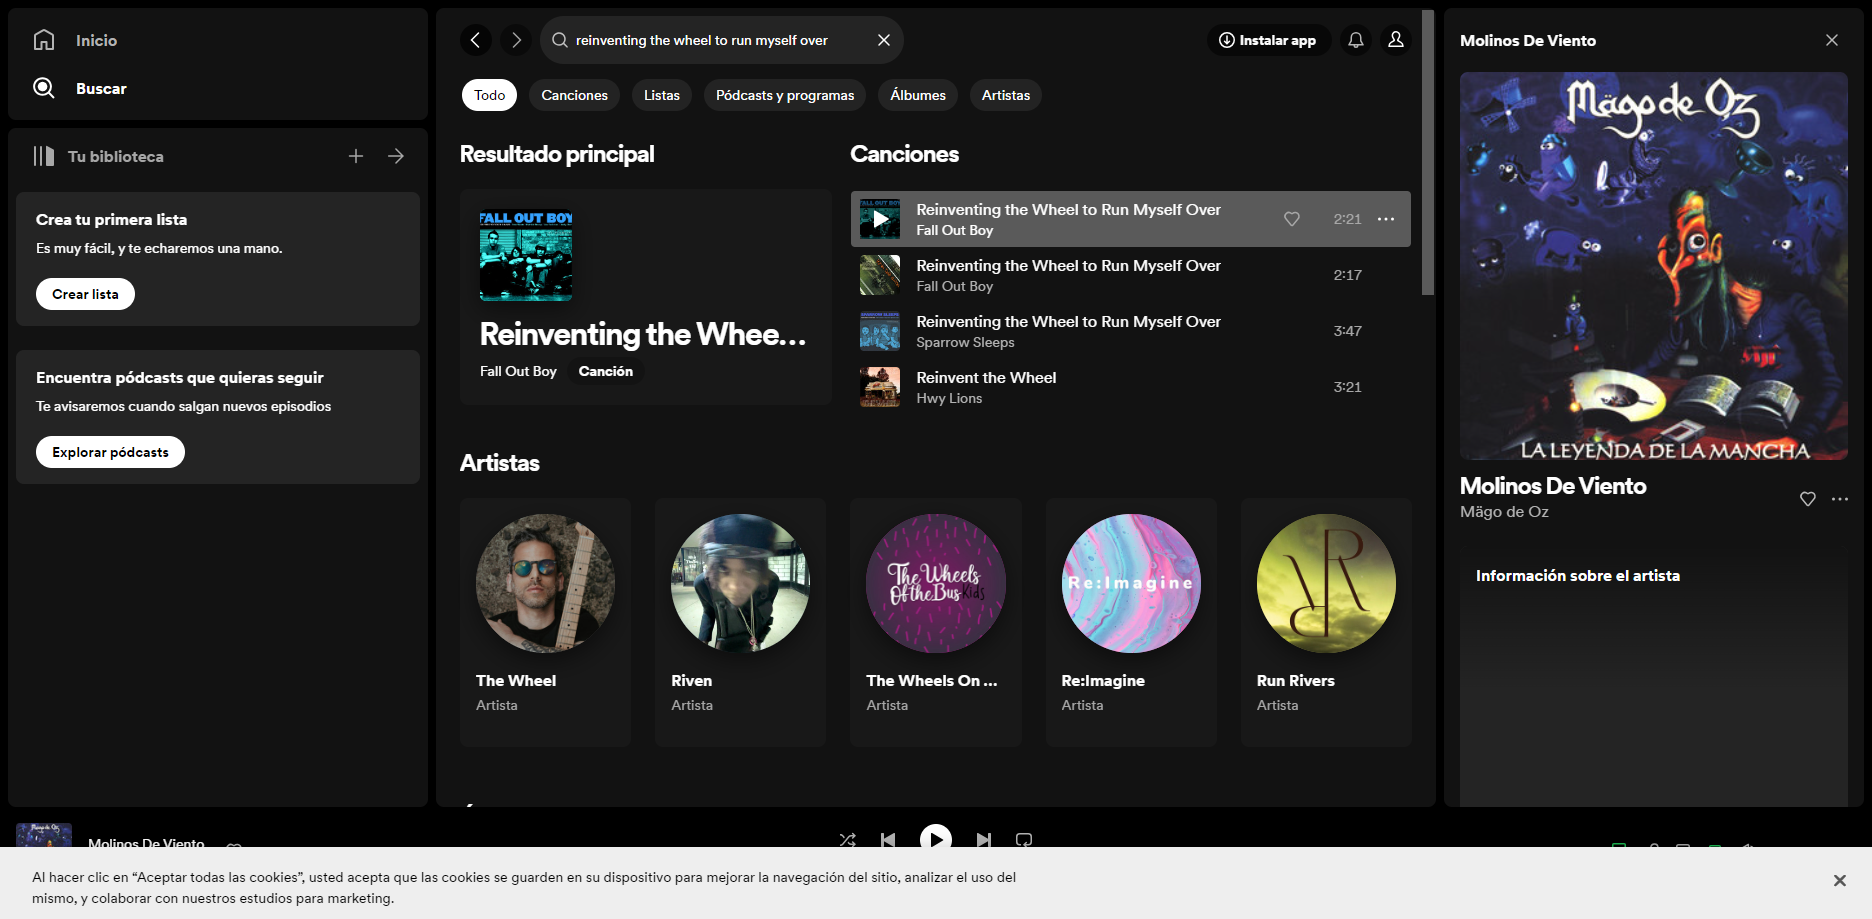 Inicio
Buscar
Tu biblioteca
Crea tu primera lista
Es muy fácil, y te echaremos una mano.
Crear lista
Encuentra pódcasts que quieras seguir
Te avisaremos cuando salgan nuevos episodios
Explorar pódcasts
reinventing the wheel to run myself over
Instalar app
Todo
Canciones
Listas
Pódcasts y programas
Álbumes
Artistas
Resultado principal
FALL OUT BOY
Reinventing the Whee...
Fall Out Boy
Canción
Canciones
Reinventing the Wheel to Run Myself Over
Fall Out Boy
2:21
Reinventing the Wheel to Run Myself Over
Fall Out Boy
2:17
Reinventing the Wheel to Run Myself Over
Sparrow Sleeps
3:47
Reinvent the Wheel
Hwy Lions
3:21
Artistas
The Wheel
Artista
Riven
Artista
The Wheels
Of the Bus Kids
The Wheels On ...
Artista
Re:Imagine
Re:Imagine
Artista
Run Rivers
Artista
Molinos De Viento
Mägo de Oz
LA LEYENDA DE LA MANCHA
Molinos De Viento
Mägo de Oz
Información sobre el artista
Molinos De Viento
Al hacer clic en “Aceptar todas las cookies”, usted acepta que las cookies se guarden en su dispositivo para mejorar la navegación del sitio, analizar el uso del
mismo, y colaborar con nuestros estudios para marketing.